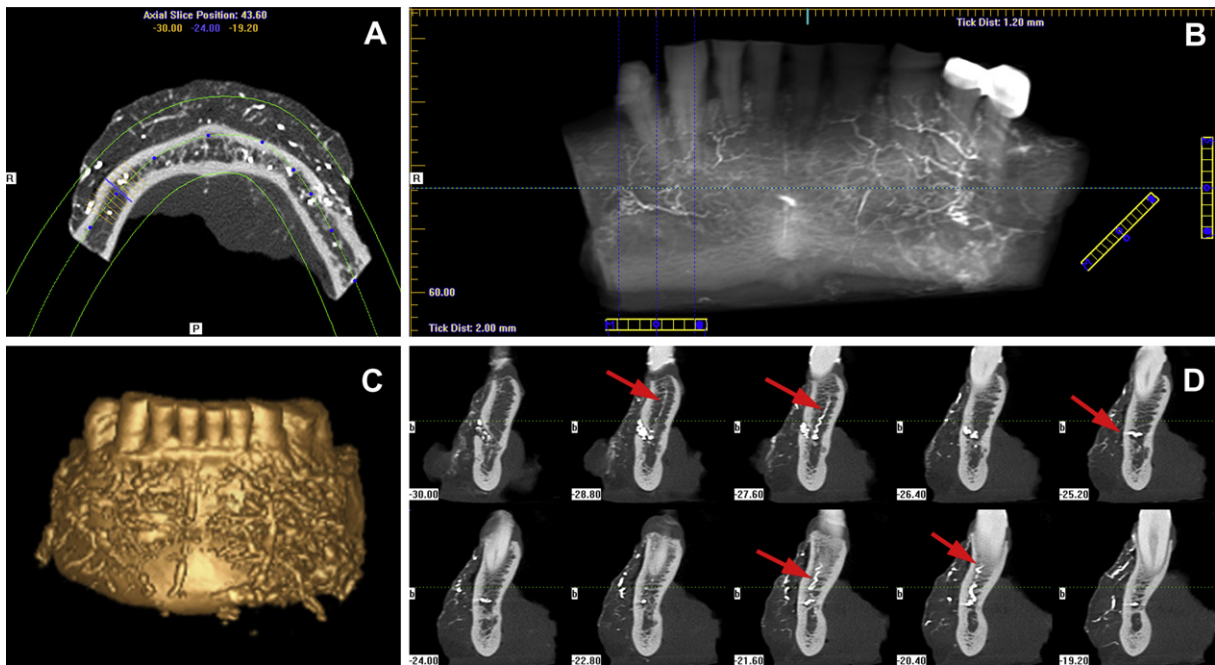 Axial Slice Position: 43.60
-30.00 -24.00 -19.20
A
R
P
B
Tick Dist: 1.20 mm
R
60.00
Tick Dist: 2.00 mm
C
D
b b b b b
-30.00 -28.80 -27.60 -26.40 -25.20
b b b b b
-24.00 -22.80 -21.60 -20.40 -19.20